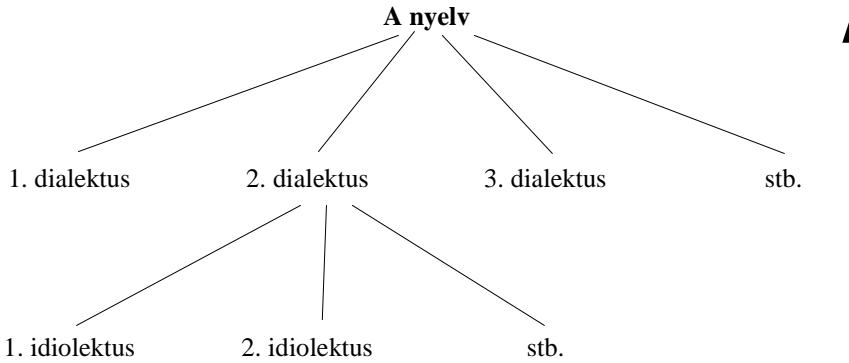 A nyelv
1. dialektus 2. dialektus 3. dialektus stb.
1. idiolektus 2. idiolektus stb.